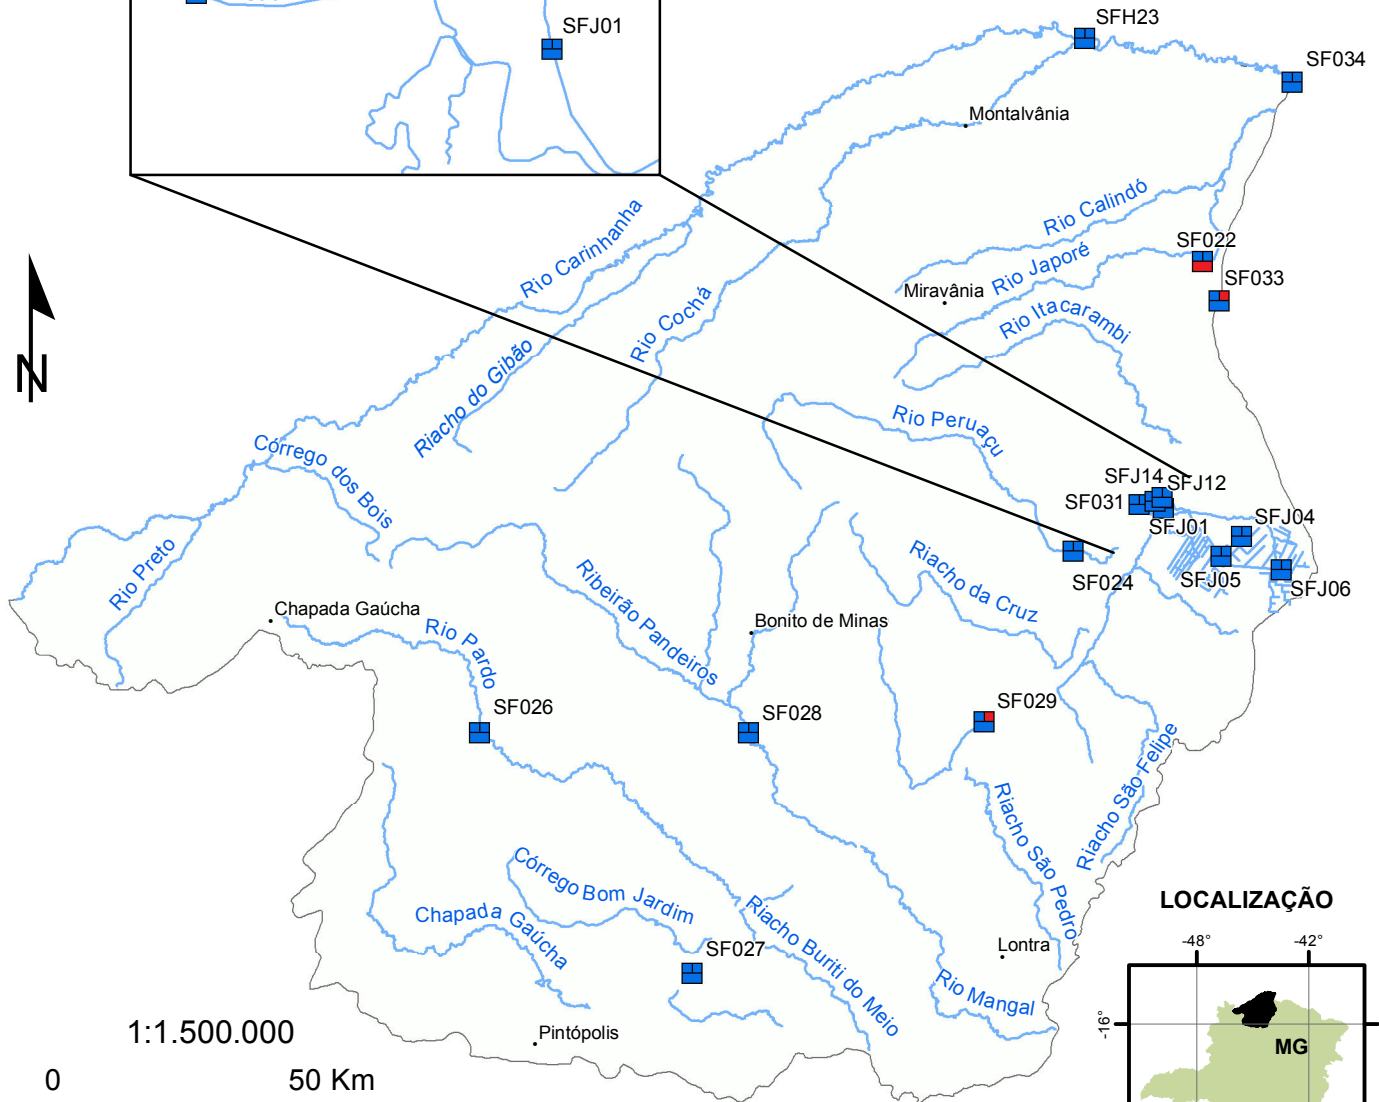 SFJ01
SFH23
SF034
Montalvânia
Rio Calindó
Rio Carinhanha
SF022
Rio Japoré
SF033
Miravânia
Rio Cochá
Rio Itacarambi
N
Riacho do Gibão
Rio Peruaçu
Córrego dos Bois
SFJ14
SFJ12
SF031
SFJ01
SFJ04
Rio Preto
Riacho da Cruz
SF024
SFJ05
SFJ06
Ribeirão Pandeiros
Chapada Gaúcha
Bonito de Minas
Rio Pardo
SF026
SF028
SF029
Riacho São Felipe
Riacho São Pedro
Córrego Bom Jardim
Chapada Gaúcha
Riacho Buriti do Meio
LOCALIZAÇÃO
SF027
Lontra
-48°
-42°
Rio Mangal
1:1.500.000
Pintópolis
-16°
MG
0
50 Km